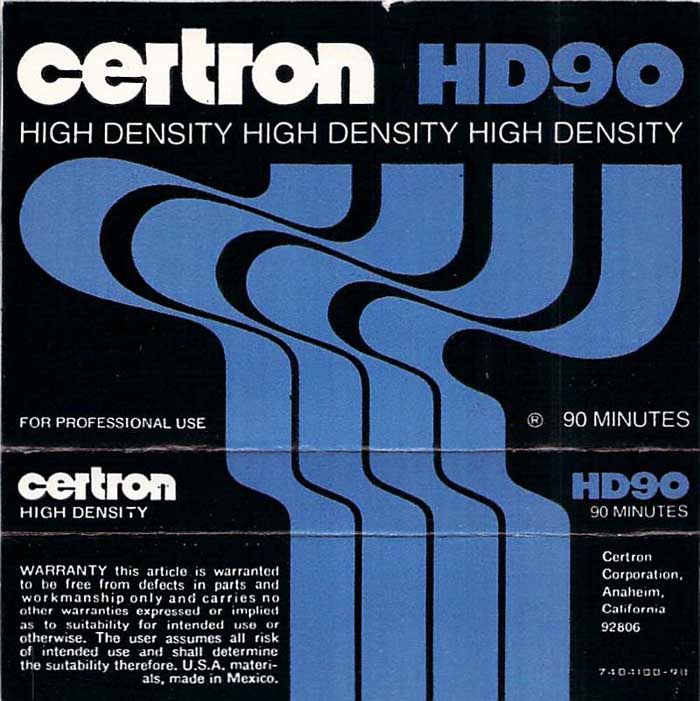 certron HD90
HIGH DENSITY HIGH DENSITY HIGH DENSITY
FOR PROFESSIONAL USE
® 90 MINUTES
certron
HIGH DENSITY
HD90
90 MINUTES
WARRANTY this article is warranted
to be free from defects in parts and
workmanship only and carries no
other warranties expressed or implied
as to suitability for intended use or
otherwise. The user assumes all risk
of intended use and shall determine
the suitability therefore. U.S.A. materi-
als, made in Mexico.
Certron
Corporation,
Anaheim,
California
92806